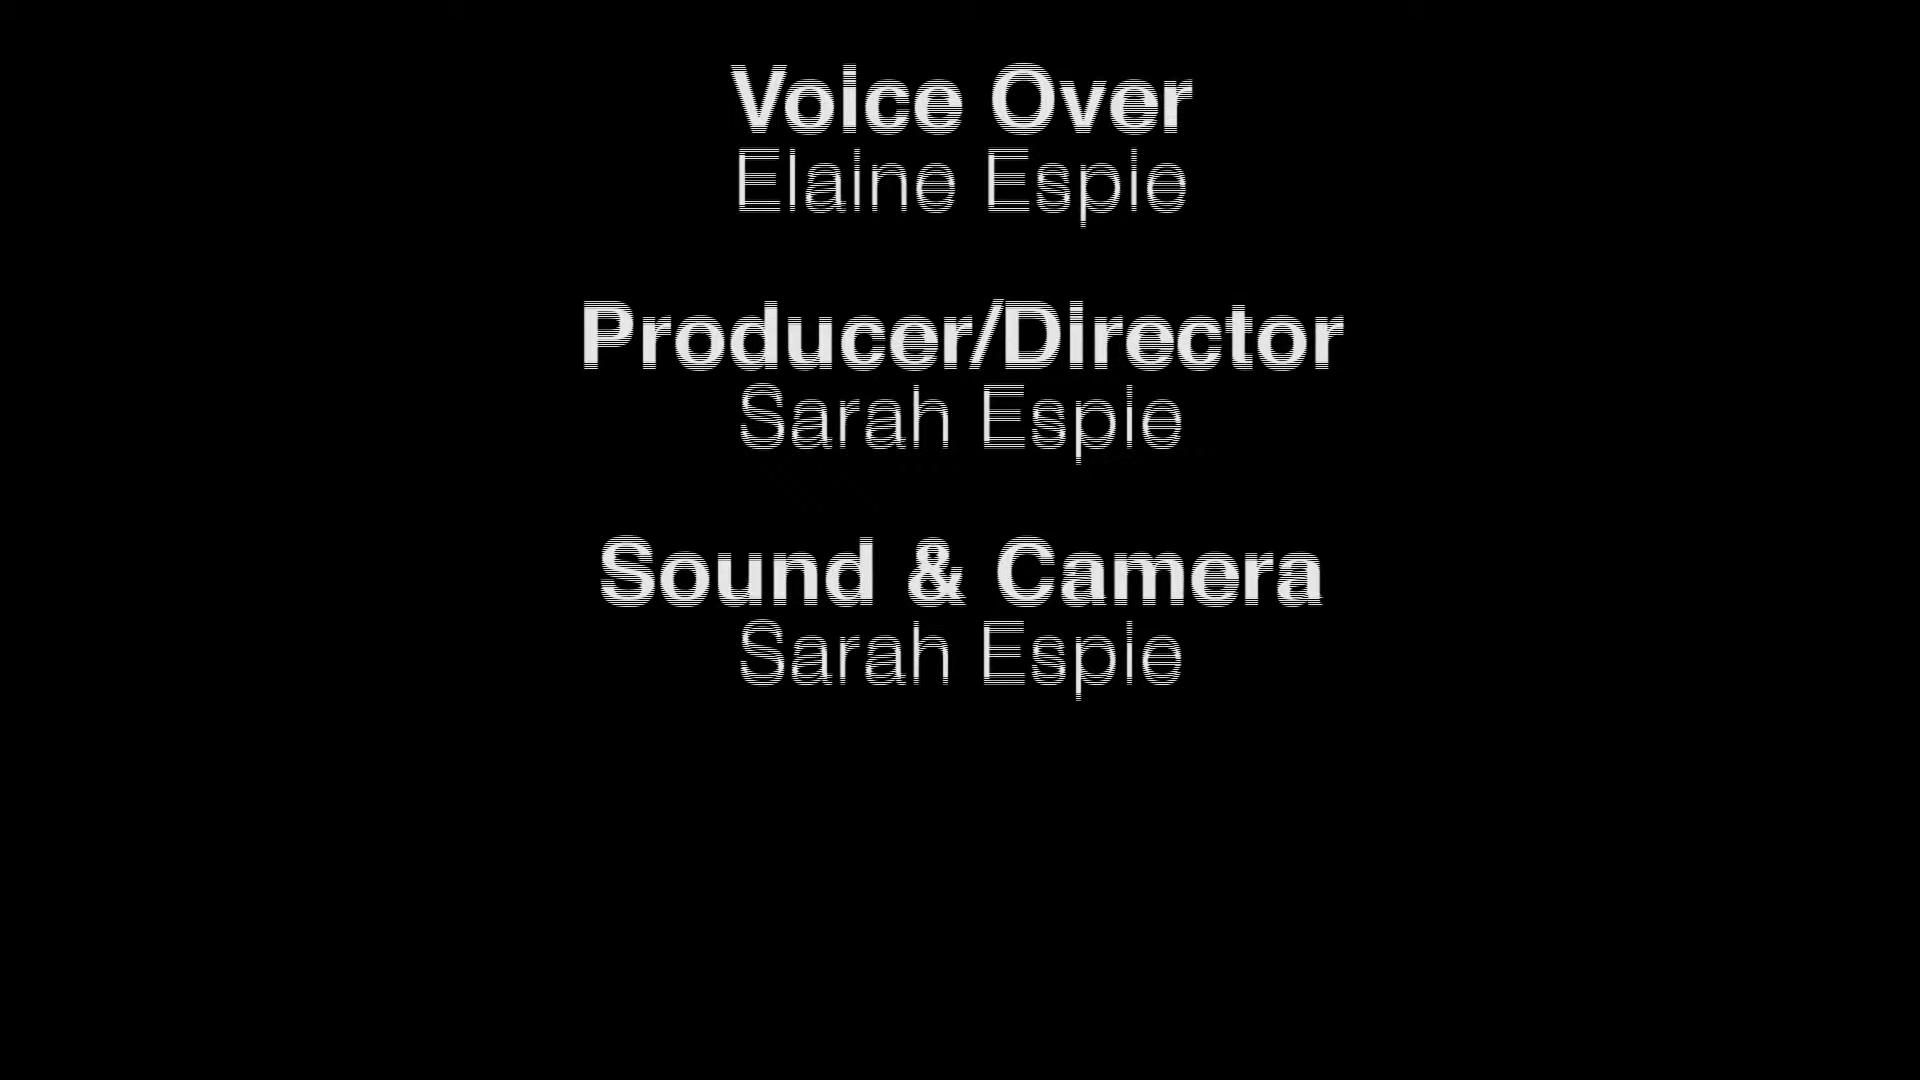 Voice Over
Elaine Espie
Producer/Director
Sarah Espie
Sound & Camera
Sarah Espie